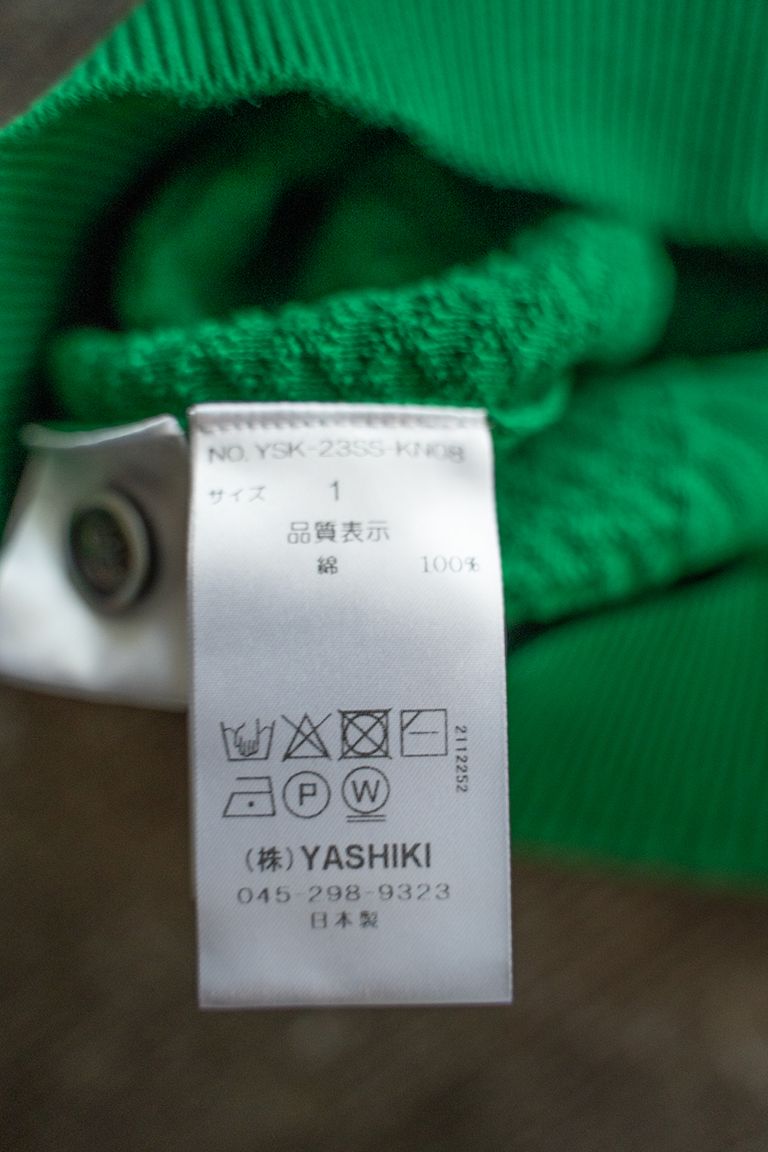 NO. YSK-23SS-KN08
サイズ 1
品質表示
綿 100%
2112252
P W
(株)YASHIKI
045-298-9323
日本製